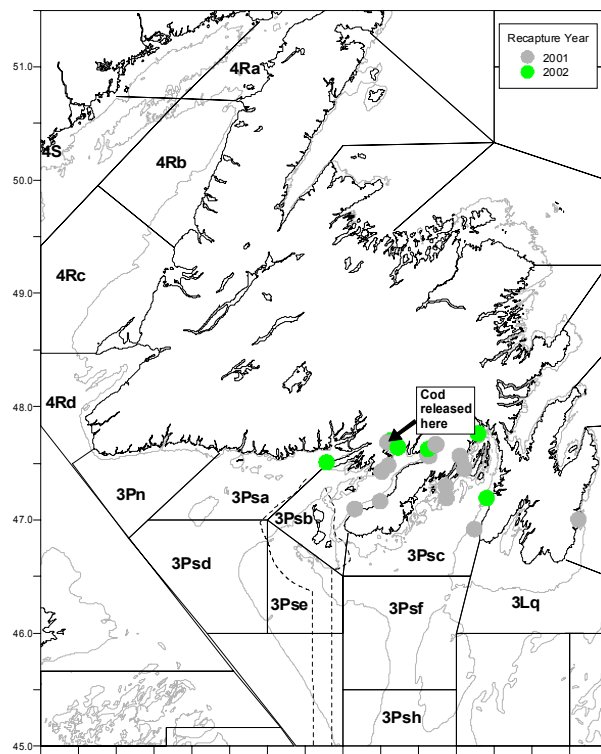 Recapture Year
2001
2002
51.0
50.0
49.0
48.0
47.0
46.0
45.0
4Ra
4S
4Rb
4Rc
4Rd
Cod
released
here
3Pn
3Psa
3Psb
3Psc
3Psd
3Pse
3Psf
3Lq
3Psh